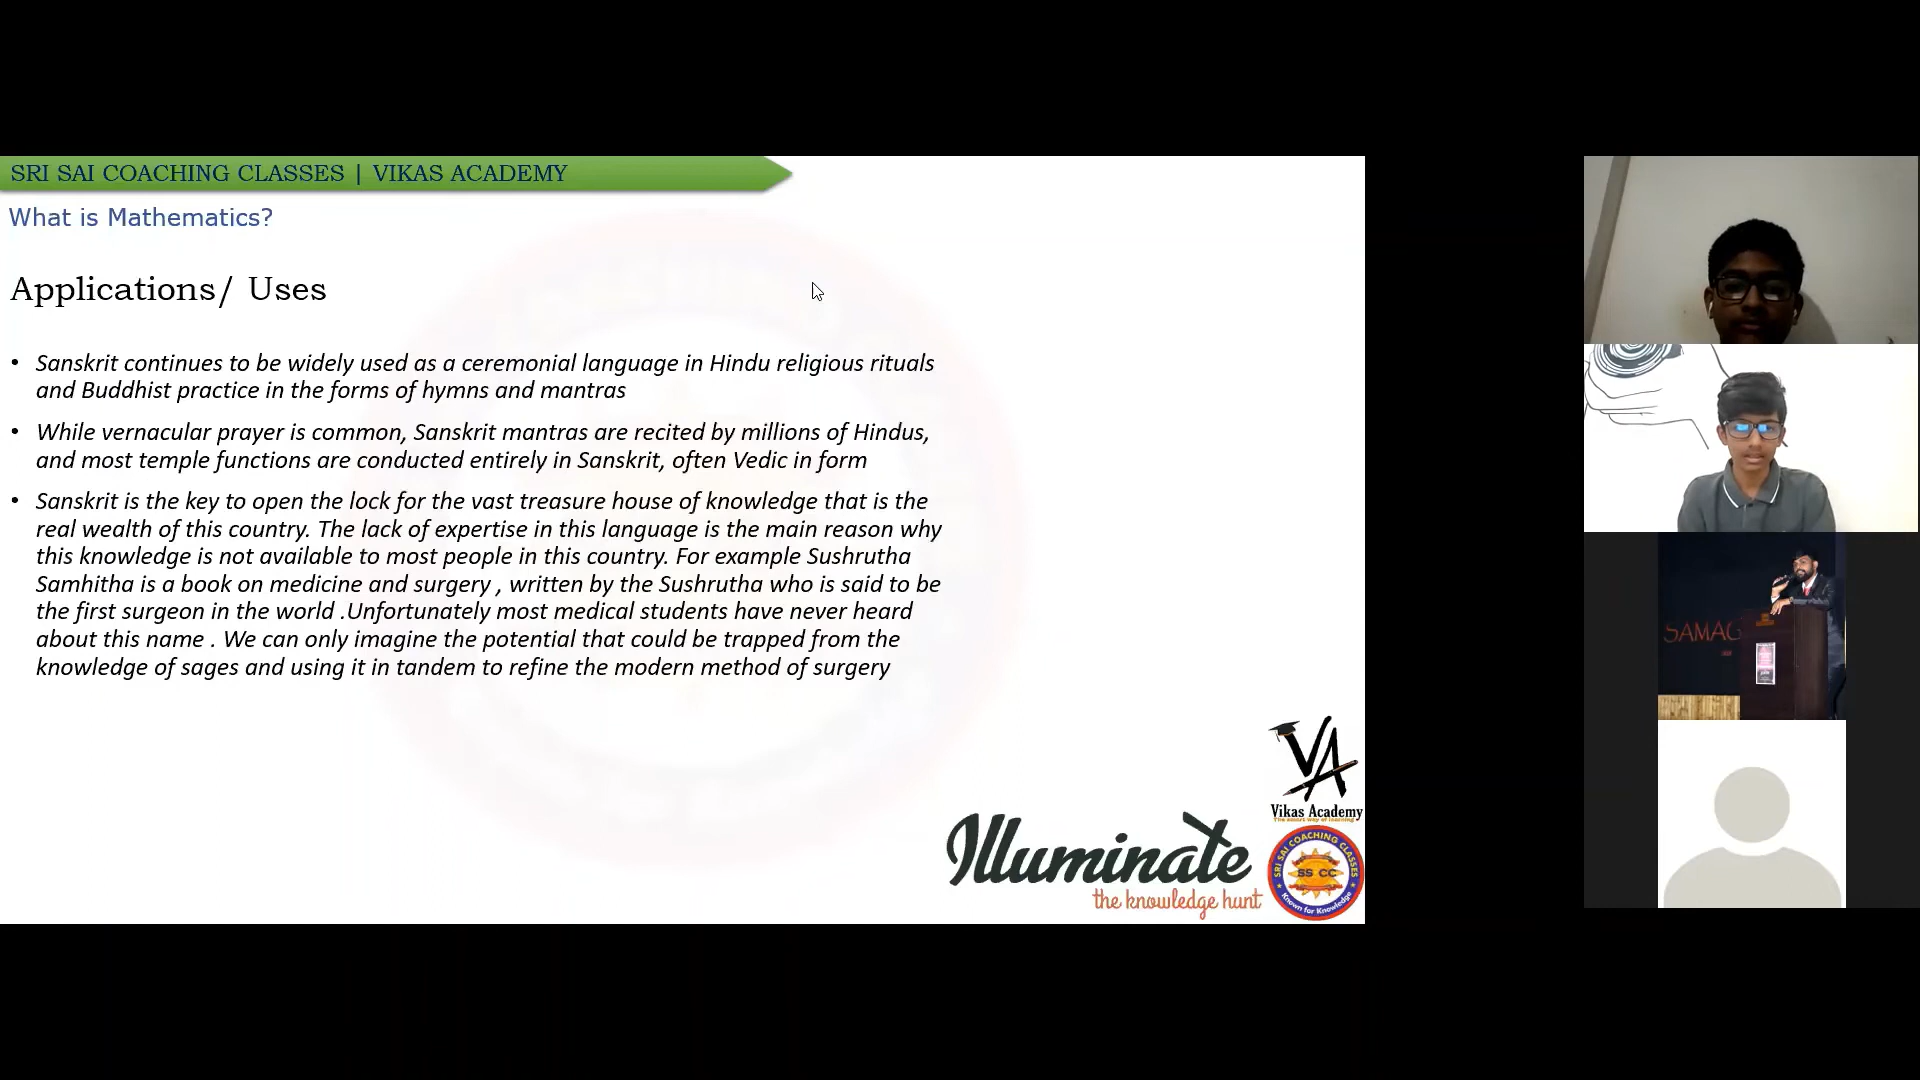 SRI SAI COACHING CLASSES | VIKAS ACADEMY
What is Mathematics?
Applications/ Uses
• Sanskrit continues to be widely used as a ceremonial language in Hindu religious rituals
and Buddhist practice in the forms of hymns and mantras
• While vernacular prayer is common, Sanskrit mantras are recited by millions of Hindus,
and most temple functions are conducted entirely in Sanskrit, often Vedic in form
• Sanskrit is the key to open the lock for the vast treasure house of knowledge that is the
real wealth of this country. The lack of expertise in this language is the main reason why
this knowledge is not available to most people in this country. For example Sushrutha
Samhitha is a book on medicine and surgery , written by the Sushrutha who is said to be
the first surgeon in the world .Unfortunately most medical students have never heard
about this name . We can only imagine the potential that could be trapped from the
knowledge of sages and using it in tandem to refine the modern method of surgery
VA
Vikas Academy
The smart way of learning
Illuminate
the knowledge hunt
SRI SAI COACHING CLASSES
SS CC
Known for Knowledge
SAMAG